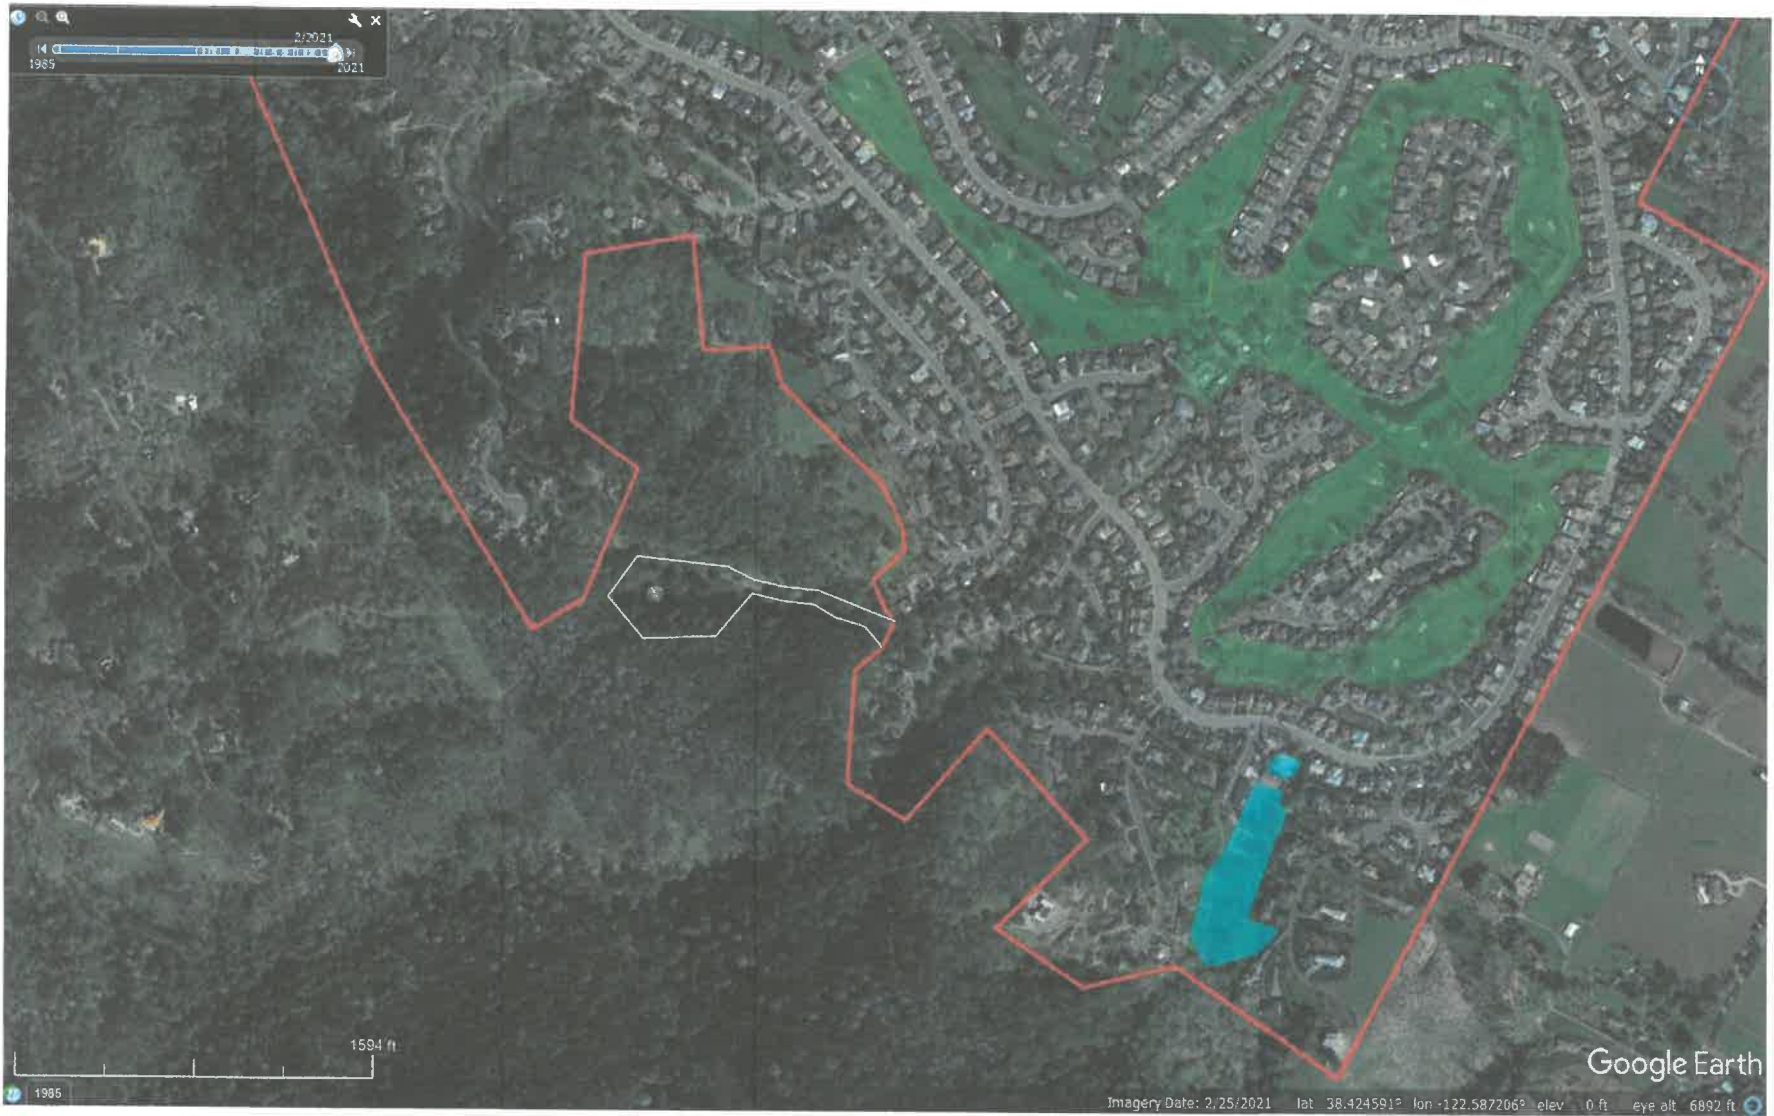 2/2021
1985
2021
N
1594 ft
Google Earth
1985
Imagery Date: 2/25/2021 lat 38.424591° lon -122.587206° elev 0 ft eye alt 6892 ft